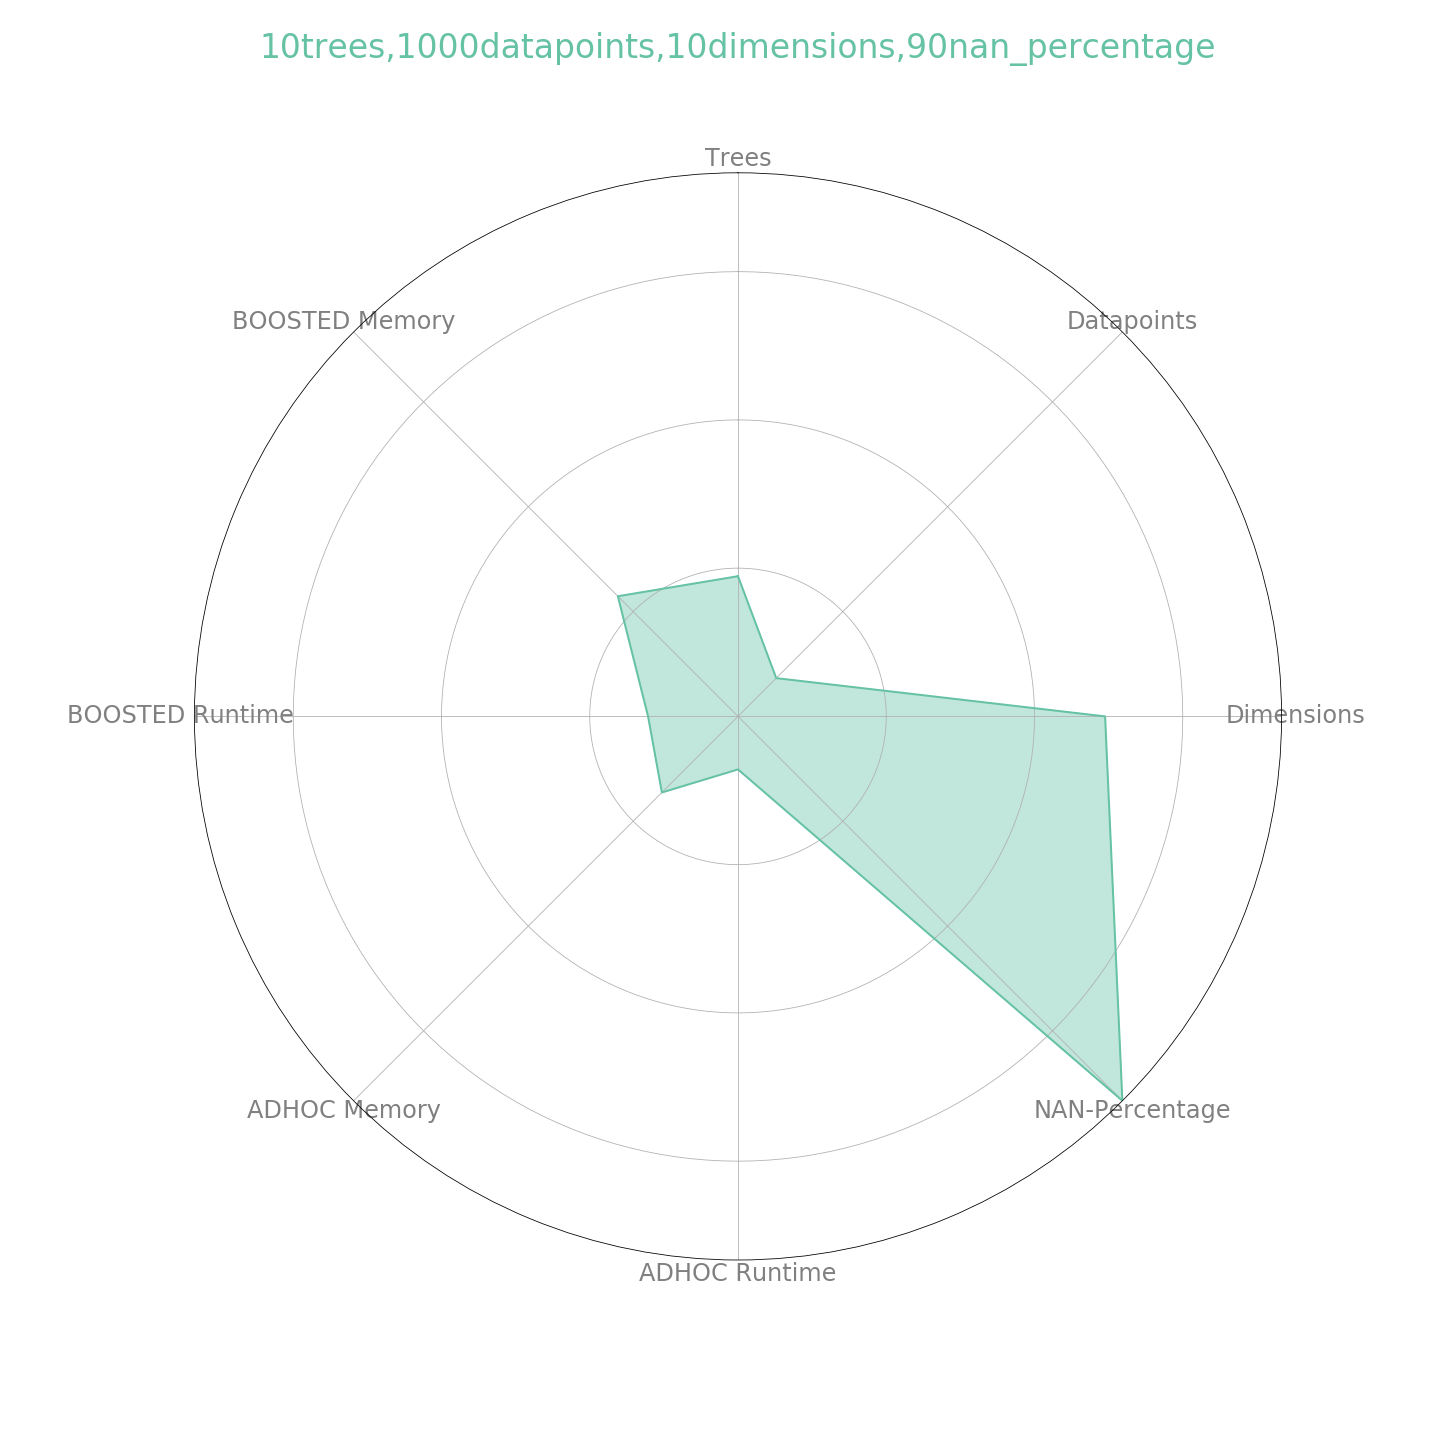 10trees,1000datapoints,10dimensions,90nan_percentage
Trees
BOOSTED Memory
Datapoints
BOOSTED Runtime
Dimensions
ADHOC Memory
NAN-Percentage
ADHOC Runtime